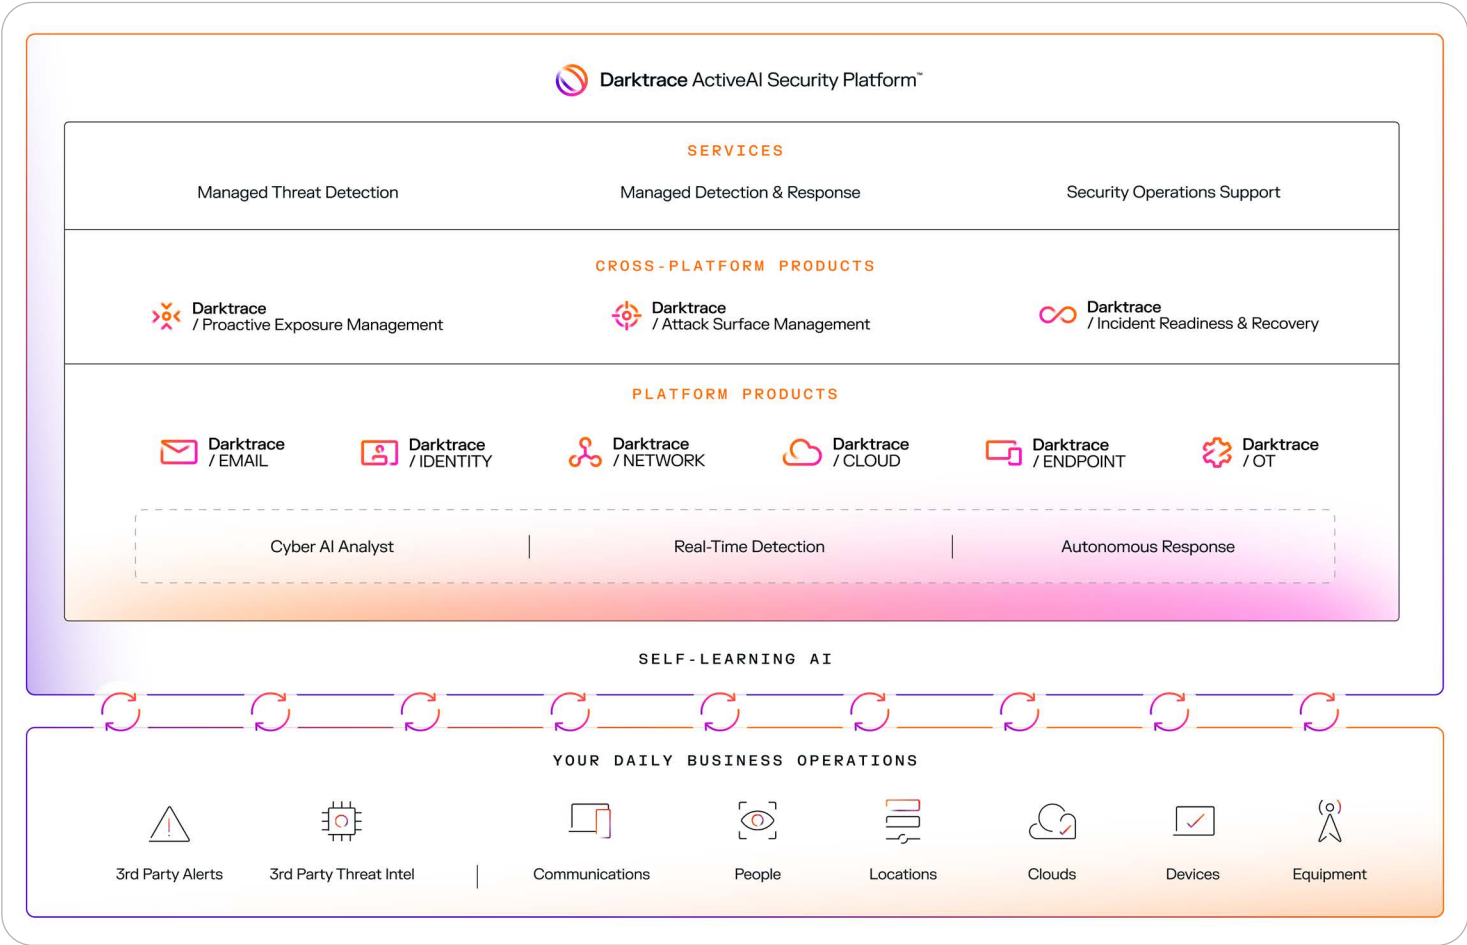 Darktrace ActiveAI Security Platform™
SERVICES
Managed Threat Detection
Managed Detection & Response
Security Operations Support
CROSS-PLATFORM PRODUCTS
Darktrace
/ Proactive Exposure Management
Darktrace
/ Attack Surface Management
Darktrace
/ Incident Readiness & Recovery
PLATFORM PRODUCTS
Darktrace
/ EMAIL
Darktrace
/ IDENTITY
Darktrace
/ NETWORK
Darktrace
/ CLOUD
Darktrace
/ ENDPOINT
Darktrace
/ OT
Cyber AI Analyst
Real-Time Detection
Autonomous Response
SELF-LEARNING AI
YOUR DAILY BUSINESS OPERATIONS
3rd Party Alerts
3rd Party Threat Intel
Communications
People
Locations
Clouds
Devices
Equipment